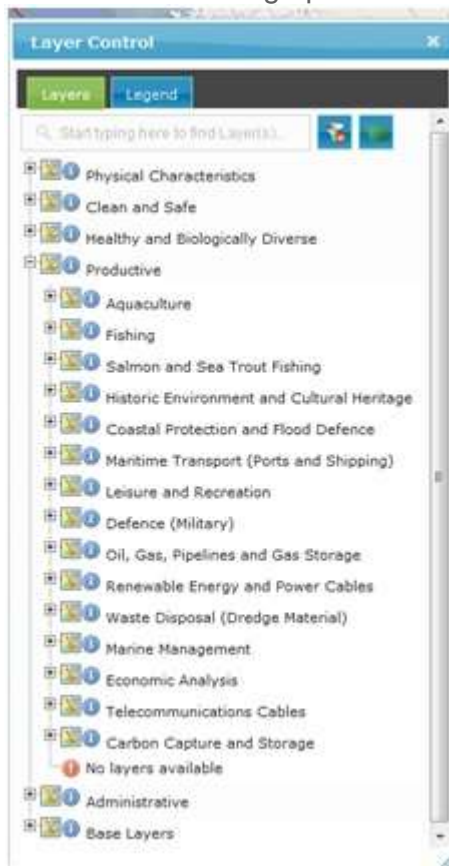 Layer Control
Layers Legend
Start typing here to find Layer(s)...
Physical Characteristics
Clean and Safe
Healthy and Biologically Diverse
Productive
Aquaculture
Fishing
Salmon and Sea Trout Fishing
Historic Environment and Cultural Heritage
Coastal Protection and Flood Defence
Maritime Transport (Ports and Shipping)
Leisure and Recreation
Defence (Military)
Oil, Gas, Pipelines and Gas Storage
Renewable Energy and Power Cables
Waste Disposal (Dredge Material)
Marine Management
Economic Analysis
Telecommunications Cables
Carbon Capture and Storage
No layers available
Administrative
Base Layers